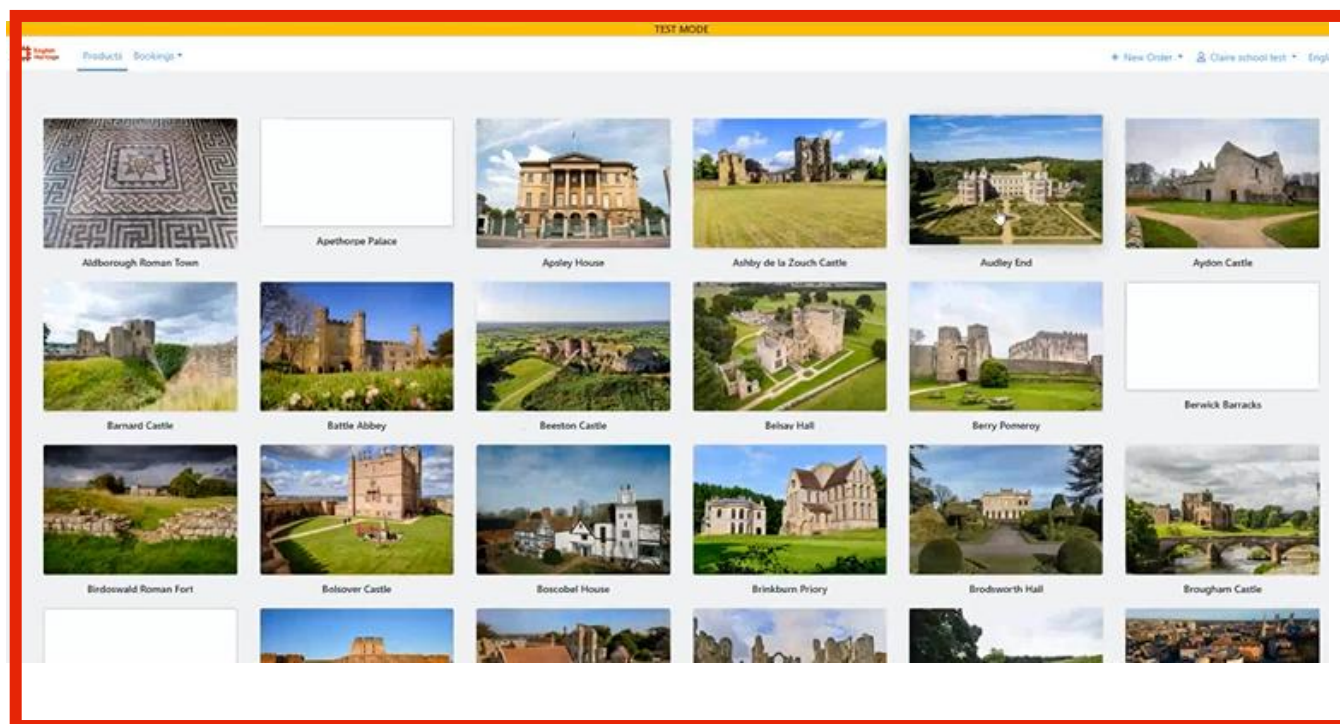 TEST MODE
English Heritage
Products Bookings
+ New Order Claire school test Engl
Aldborough Roman Town
Apethorpe Palace
Apsley House
Ashby de la Zouch Castle
Audley End
Aydon Castle
Barnard Castle
Battle Abbey
Beeston Castle
Belsay Hall
Berry Pomeroy
Berwick Barracks
Birdoswald Roman Fort
Bolsover Castle
Boscobel House
Brinkburn Priory
Brodsworth Hall
Brougham Castle